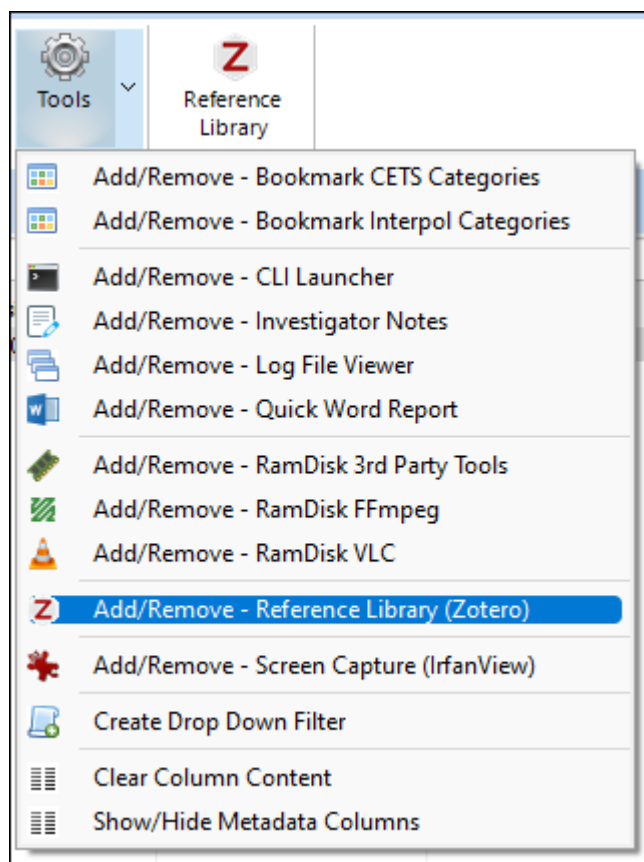 Tools
Z
Reference
Library
Add/Remove - Bookmark CETS Categories
Add/Remove - Bookmark Interpol Categories
Add/Remove - CLI Launcher
Add/Remove - Investigator Notes
Add/Remove - Log File Viewer
Add/Remove - Quick Word Report
Add/Remove - RamDisk 3rd Party Tools
Add/Remove - RamDisk FFmpeg
Add/Remove - RamDisk VLC
Z Add/Remove - Reference Library (Zotero)
Add/Remove - Screen Capture (IrfanView)
Create Drop Down Filter
Clear Column Content
Show/Hide Metadata Columns